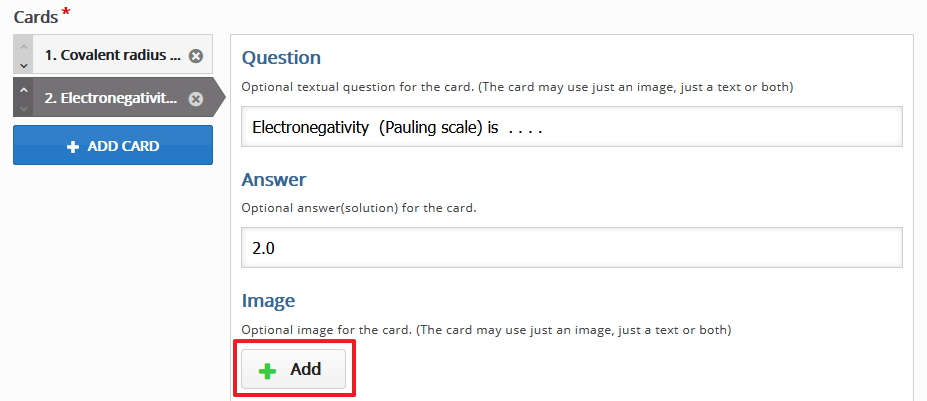 Cards *
1. Covalent radius ...
2. Electronegativit...
ADD CARD
Question
Optional textual question for the card. (The card may use just an image, just a text or both)
Electronegativity (Pauling scale) is . . . .
Answer
Optional answer(solution) for the card.
2.0
Image
Optional image for the card. (The card may use just an image, just a text or both)
Add